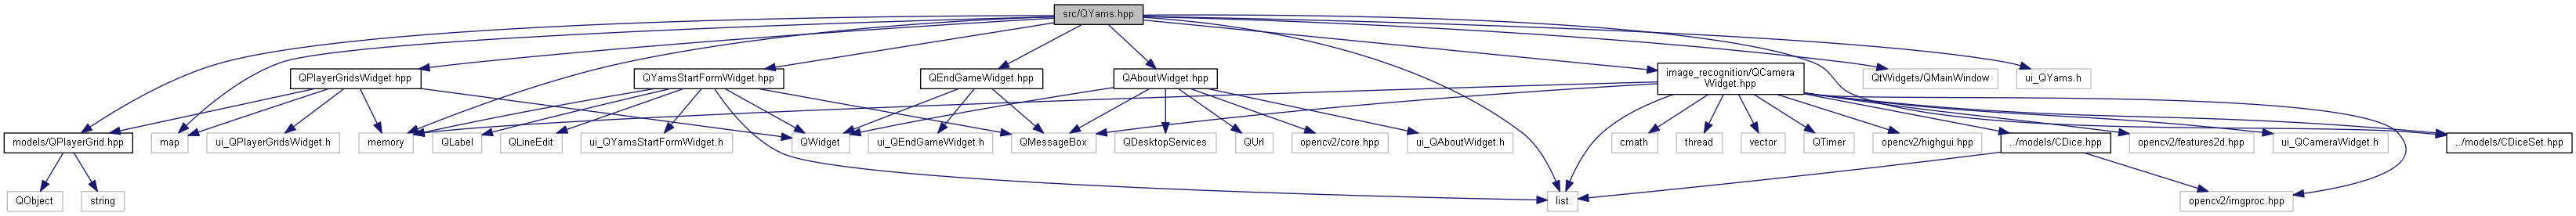 src/QYams.hpp
QPlayerGridsWidget.hpp
QYamsStartFormWidget.hpp
QEndGameWidget.hpp
QAboutWidget.hpp
image_recognition/QCamera
Widget.hpp
QtWidgets/QMainWindow
ui_QYams.h
models/QPlayerGrid.hpp
map
ui_QPlayerGridsWidget.h
memory
QLabel
QLineEdit
ui_QYamsStartFormWidget.h
QWidget
ui_QEndGameWidget.h
QMessageBox
QDesktopServices
QUrl
opencv2/core.hpp
ui_QAboutWidget.h
cmath
thread
vector
QTimer
opencv2/highgui.hpp
../models/CDice.hpp
opencv2/features2d.hpp
ui_QCameraWidget.h
../models/CDiceSet.hpp
QObject
string
list
opencv2/imgproc.hpp